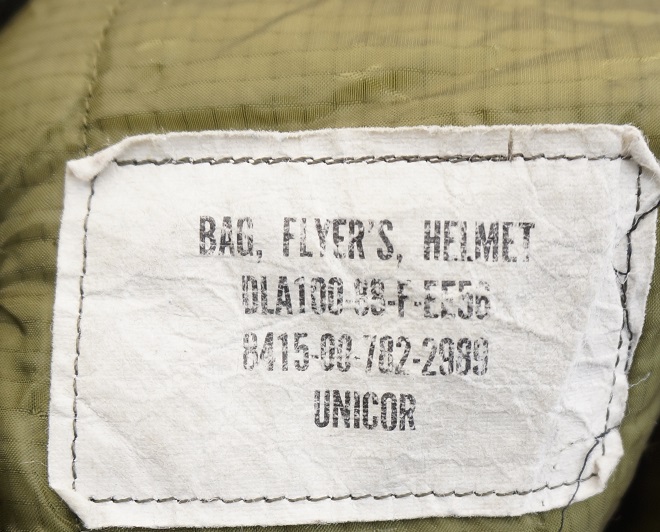 BAG, FLYER'S, HELMET
8415-00-782-2989
UNICOR